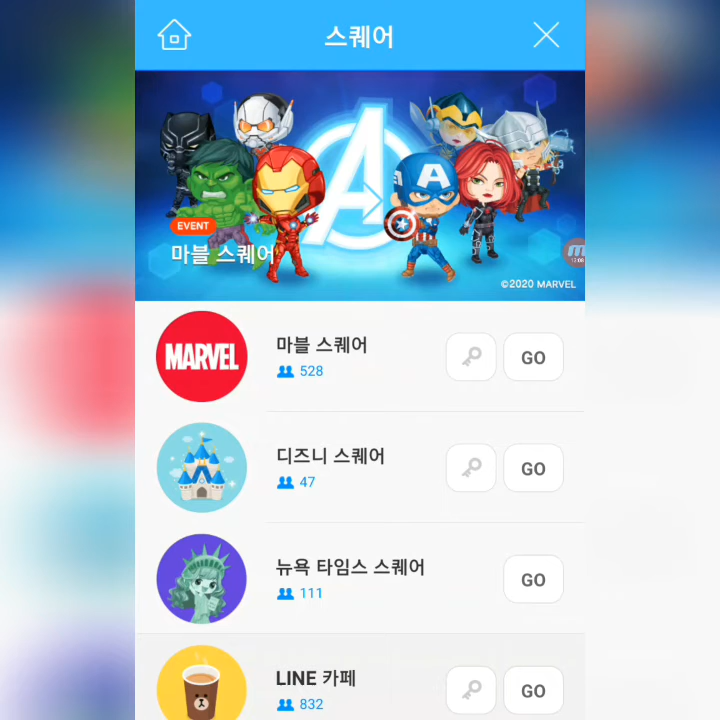 스퀘어
EVENT
마블 스퀘어
©2020 MARVEL
12:08
MARVEL
마블 스퀘어
528
GO
디즈니 스퀘어
47
GO
뉴욕 타임스 스퀘어
111
GO
LINE 카페
832
GO